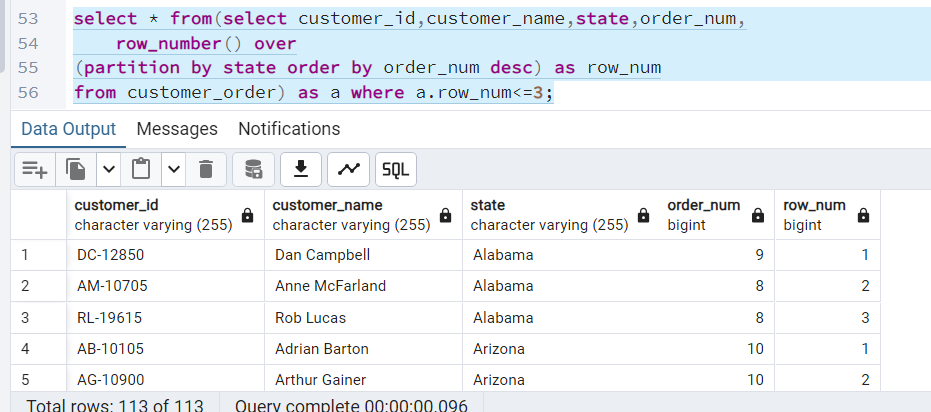 53 select * from(select customer_id,customer_name,state,order_num,
54 row_number() over
55 (partition by state order by order_num desc) as row_num
56 from customer_order) as a where a.row_num<=3;
Data Output Messages Notifications
SQL
customer_id customer_name state order_num row_num
character varying (255) character varying (255) character varying (255) bigint bigint
1 DC-12850 Dan Campbell Alabama 9 1
2 AM-10705 Anne McFarland Alabama 8 2
3 RL-19615 Rob Lucas Alabama 8 3
4 AB-10105 Adrian Barton Arizona 10 1
5 AG-10900 Arthur Gainer Arizona 10 2
Total rows: 113 of 113 Query complete 00:00:00.096